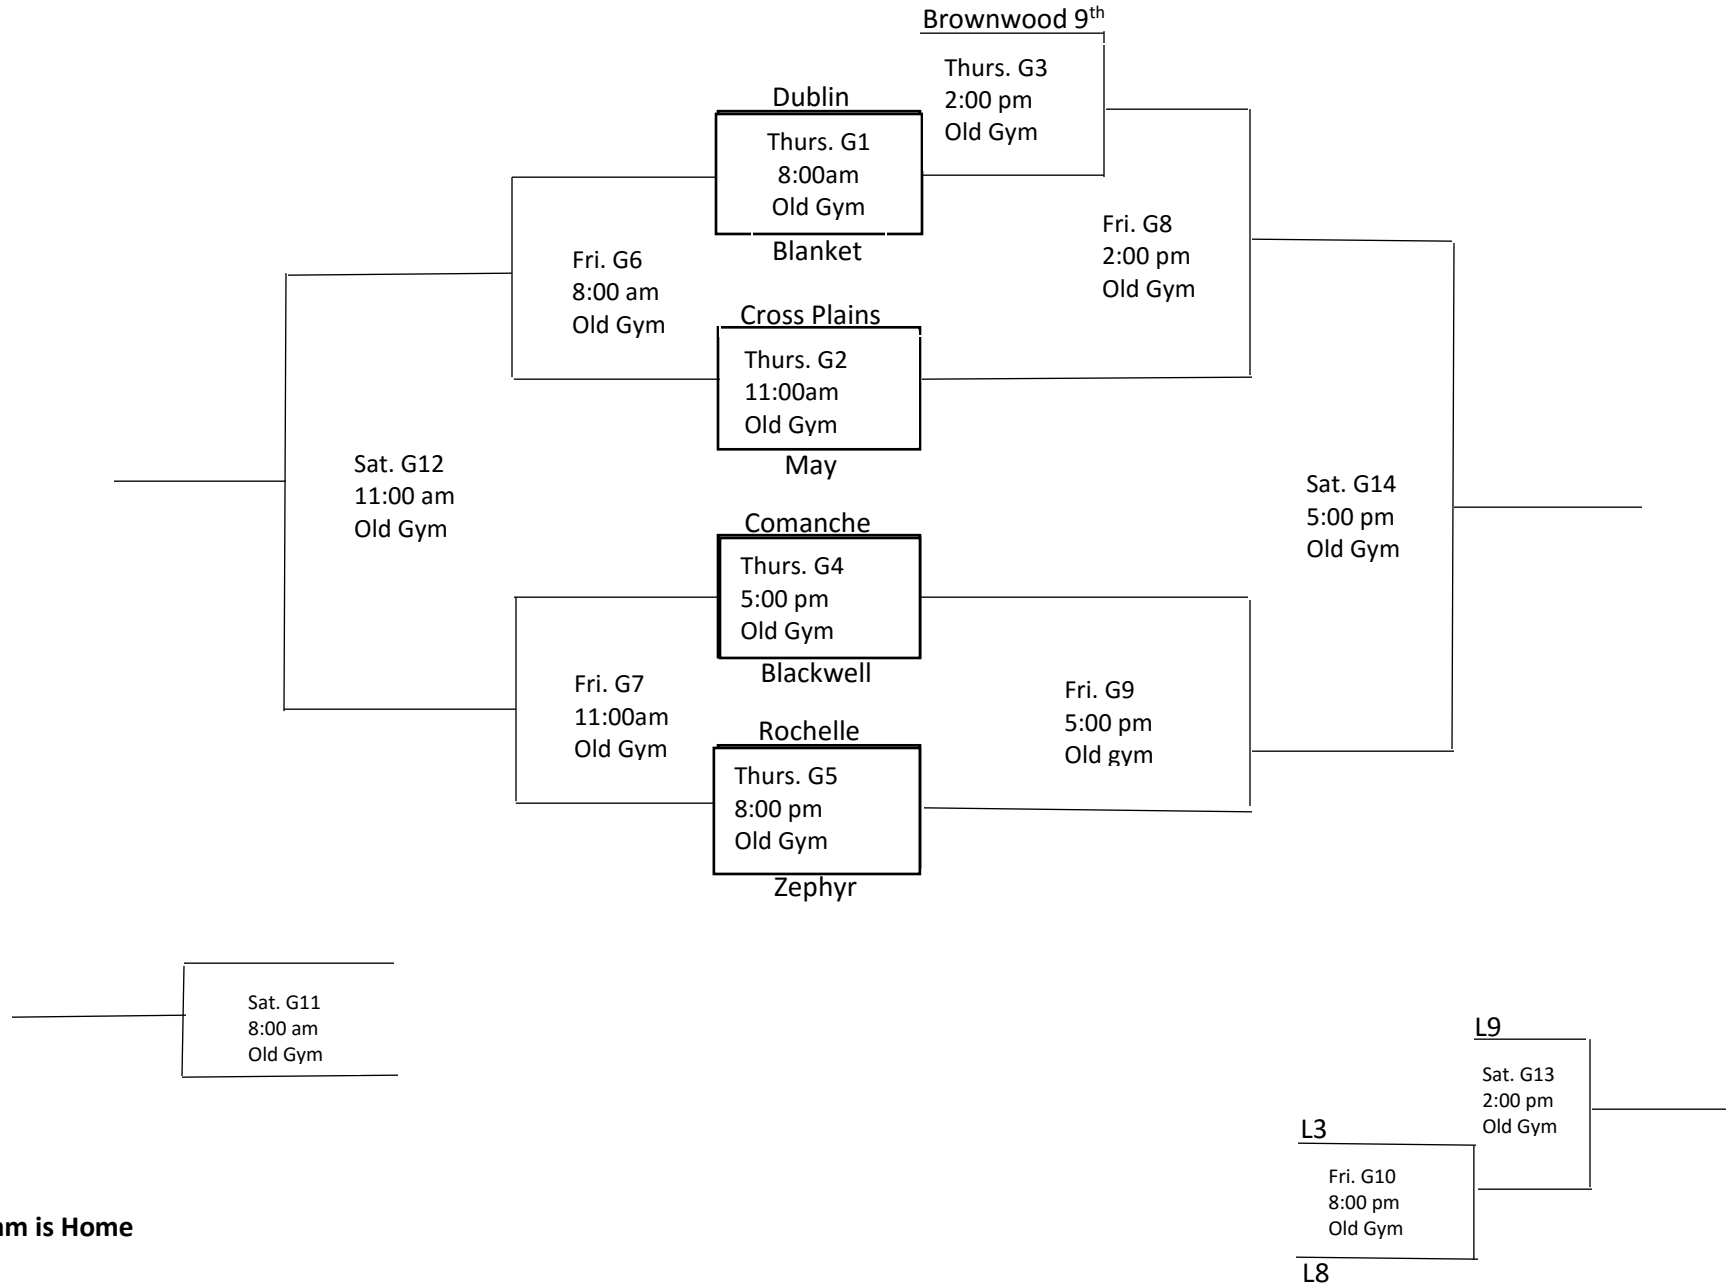 Brownwood 9th
Thurs. G3
2:00 pm
Old Gym
Dublin
Thurs. G1
8:00am
Old Gym
Blanket
Fri. G6
8:00 am
Old Gym
Fri. G8
2:00 pm
Old Gym
Cross Plains
Thurs. G2
11:00am
Old Gym
May
Sat. G12
11:00 am
Old Gym
Sat. G14
5:00 pm
Old Gym
Comanche
Thurs. G4
5:00 pm
Old Gym
Blackwell
Fri. G7
11:00am
Old Gym
Fri. G9
5:00 pm
Old gym
Rochelle
Thurs. G5
8:00 pm
Old Gym
Zephyr
Sat. G11
8:00 am
Old Gym
L9
Sat. G13
2:00 pm
Old Gym
L3
Fri. G10
8:00 pm
Old Gym
L8
is Home